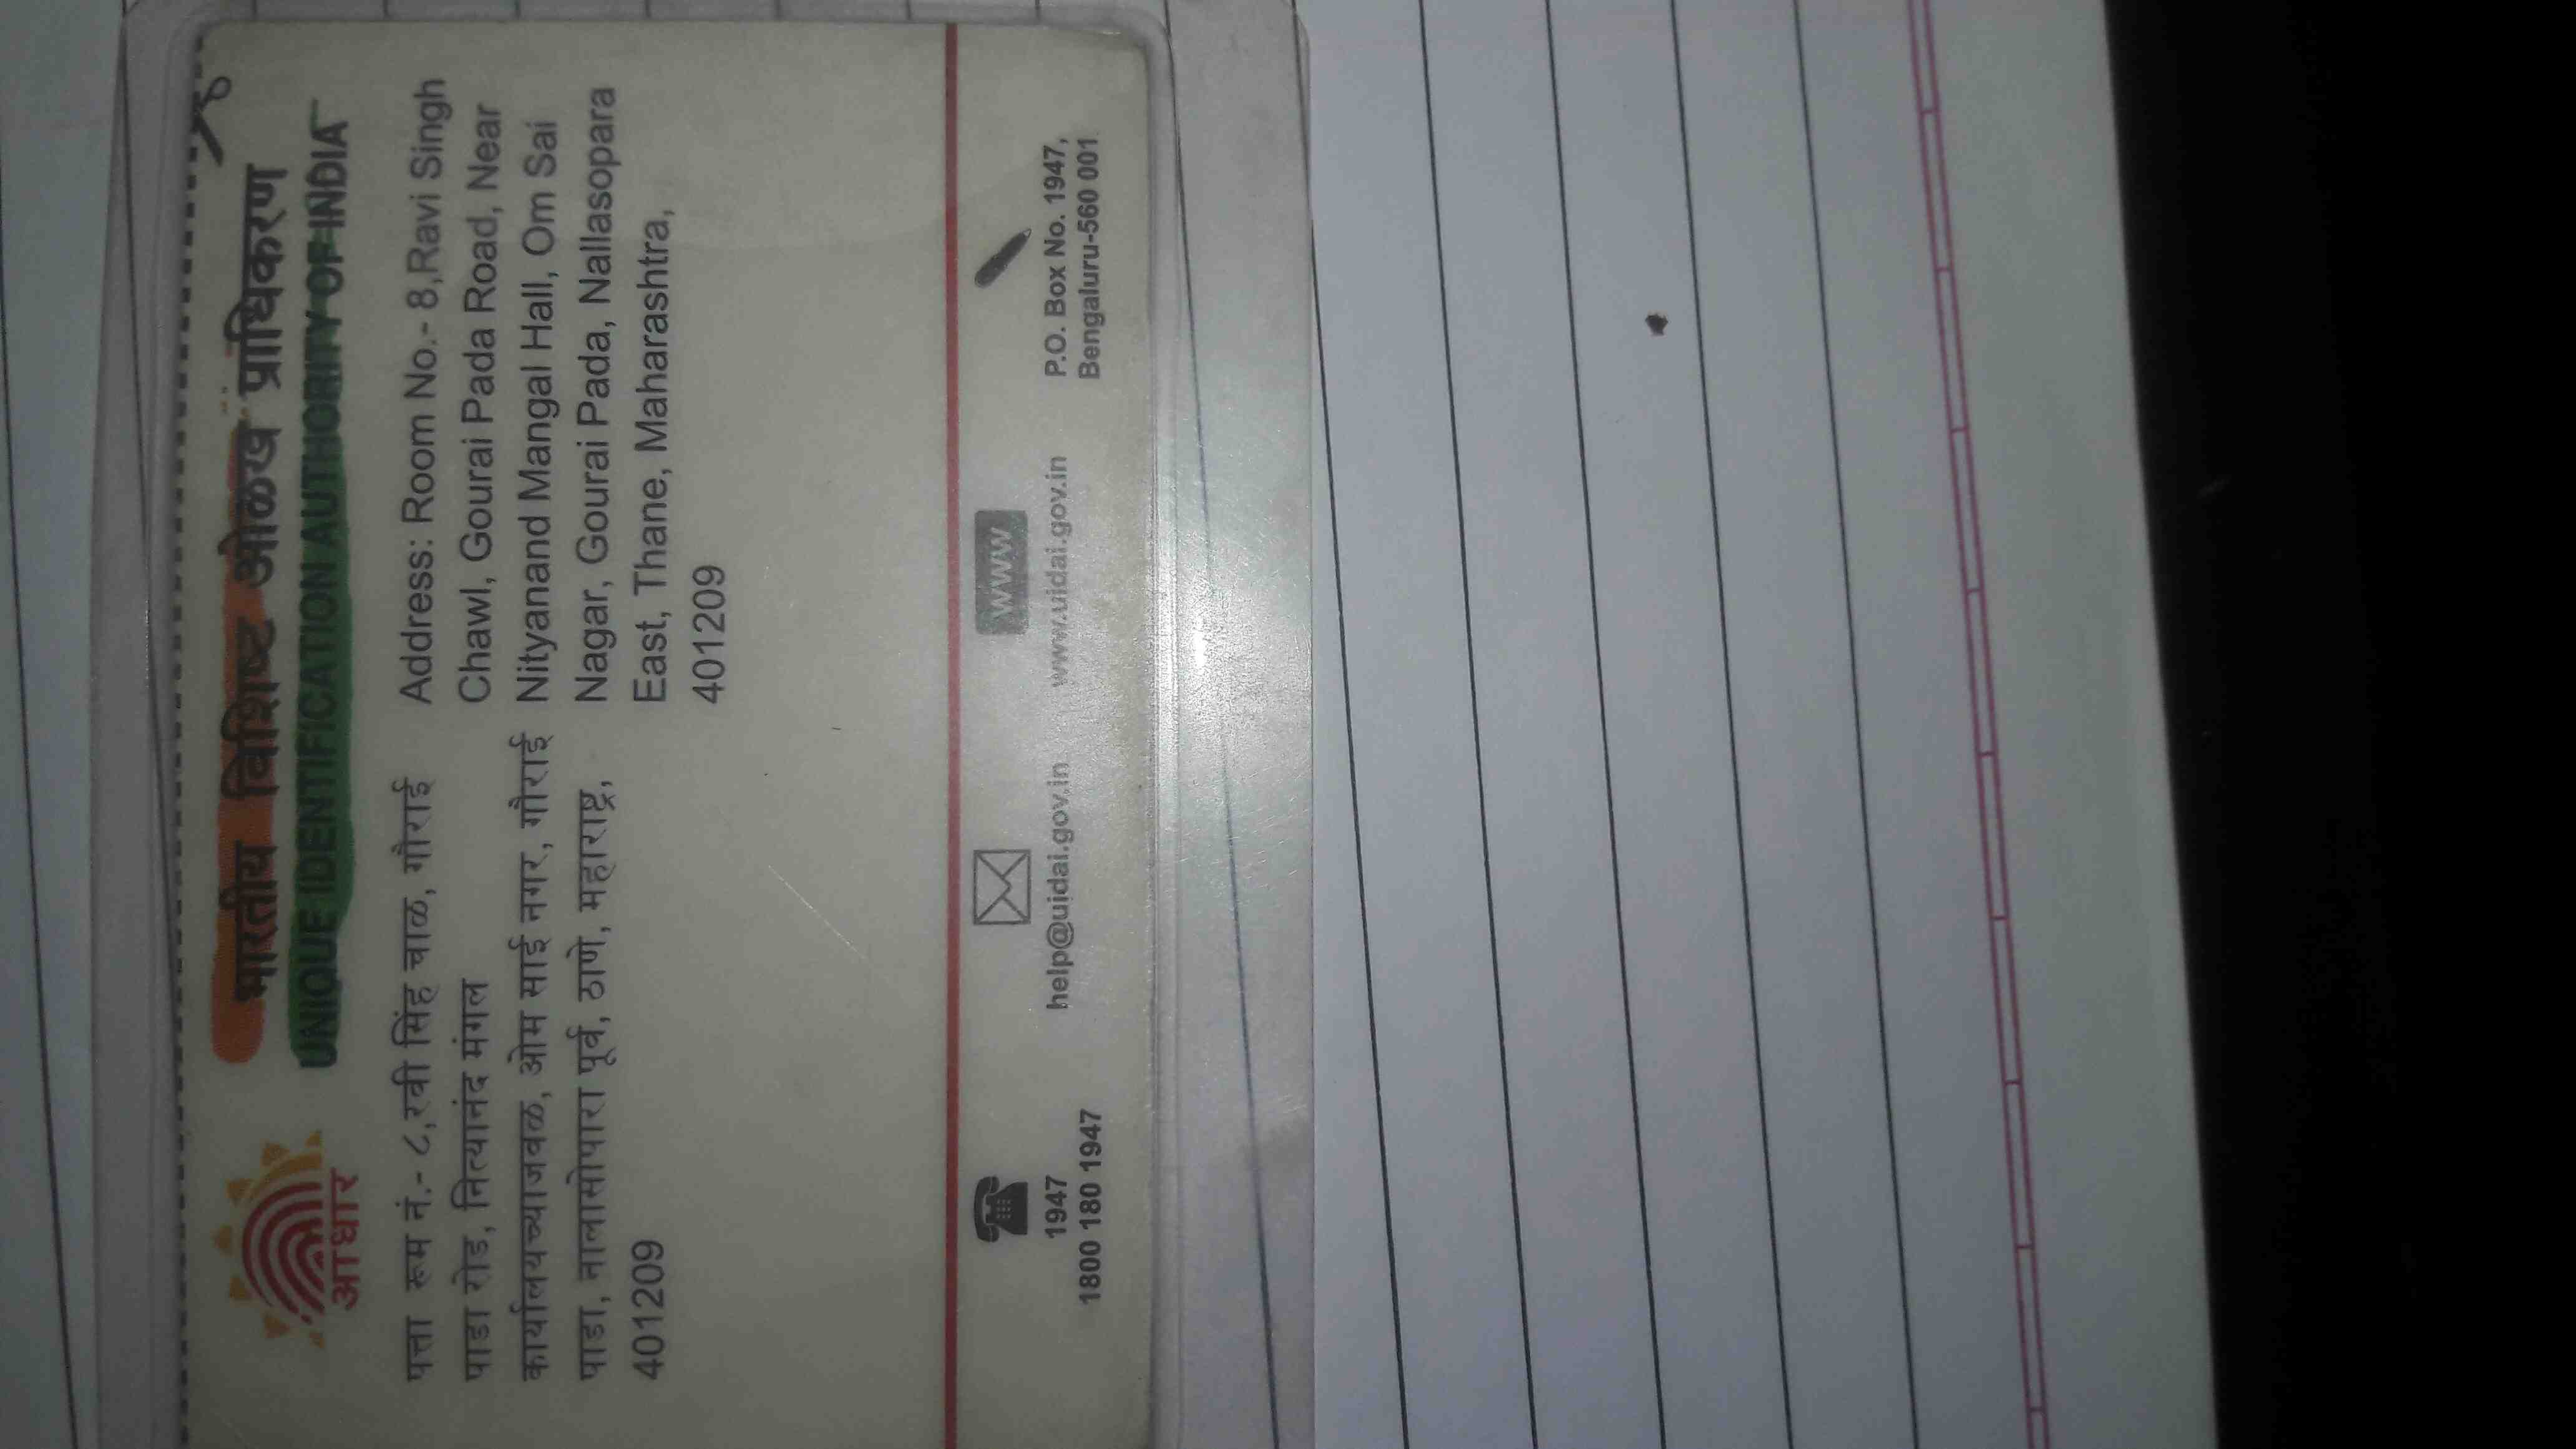 भारतीय विशिष्ट ओळख प्राधिकरण
UNIQUE IDENTIFICATION AUTHORITY OF INDIA
आधार
पत्ता रूम नं.- ८,रवी सिंह चाळ, गौराई
पाडा रोड, नित्यानंद मंगल
कार्यालयच्याजवळ, ओम साई नगर, गौराई
पाडा, नालासोपारा पूर्व, ठाणे, महाराष्ट्र,
401209
Address: Room No.- 8,Ravi Singh
Chawl, Gourai Pada Road, Near
Nityanand Mangal Hall, Om Sai
Nagar, Gourai Pada, Nallasopara
East, Thane, Maharashtra,
401209
1947
1800 180 1947
help@uidai.gov.in
www
www.uidai.gov.in
P.O. Box No. 1947,
Bengaluru-560 001